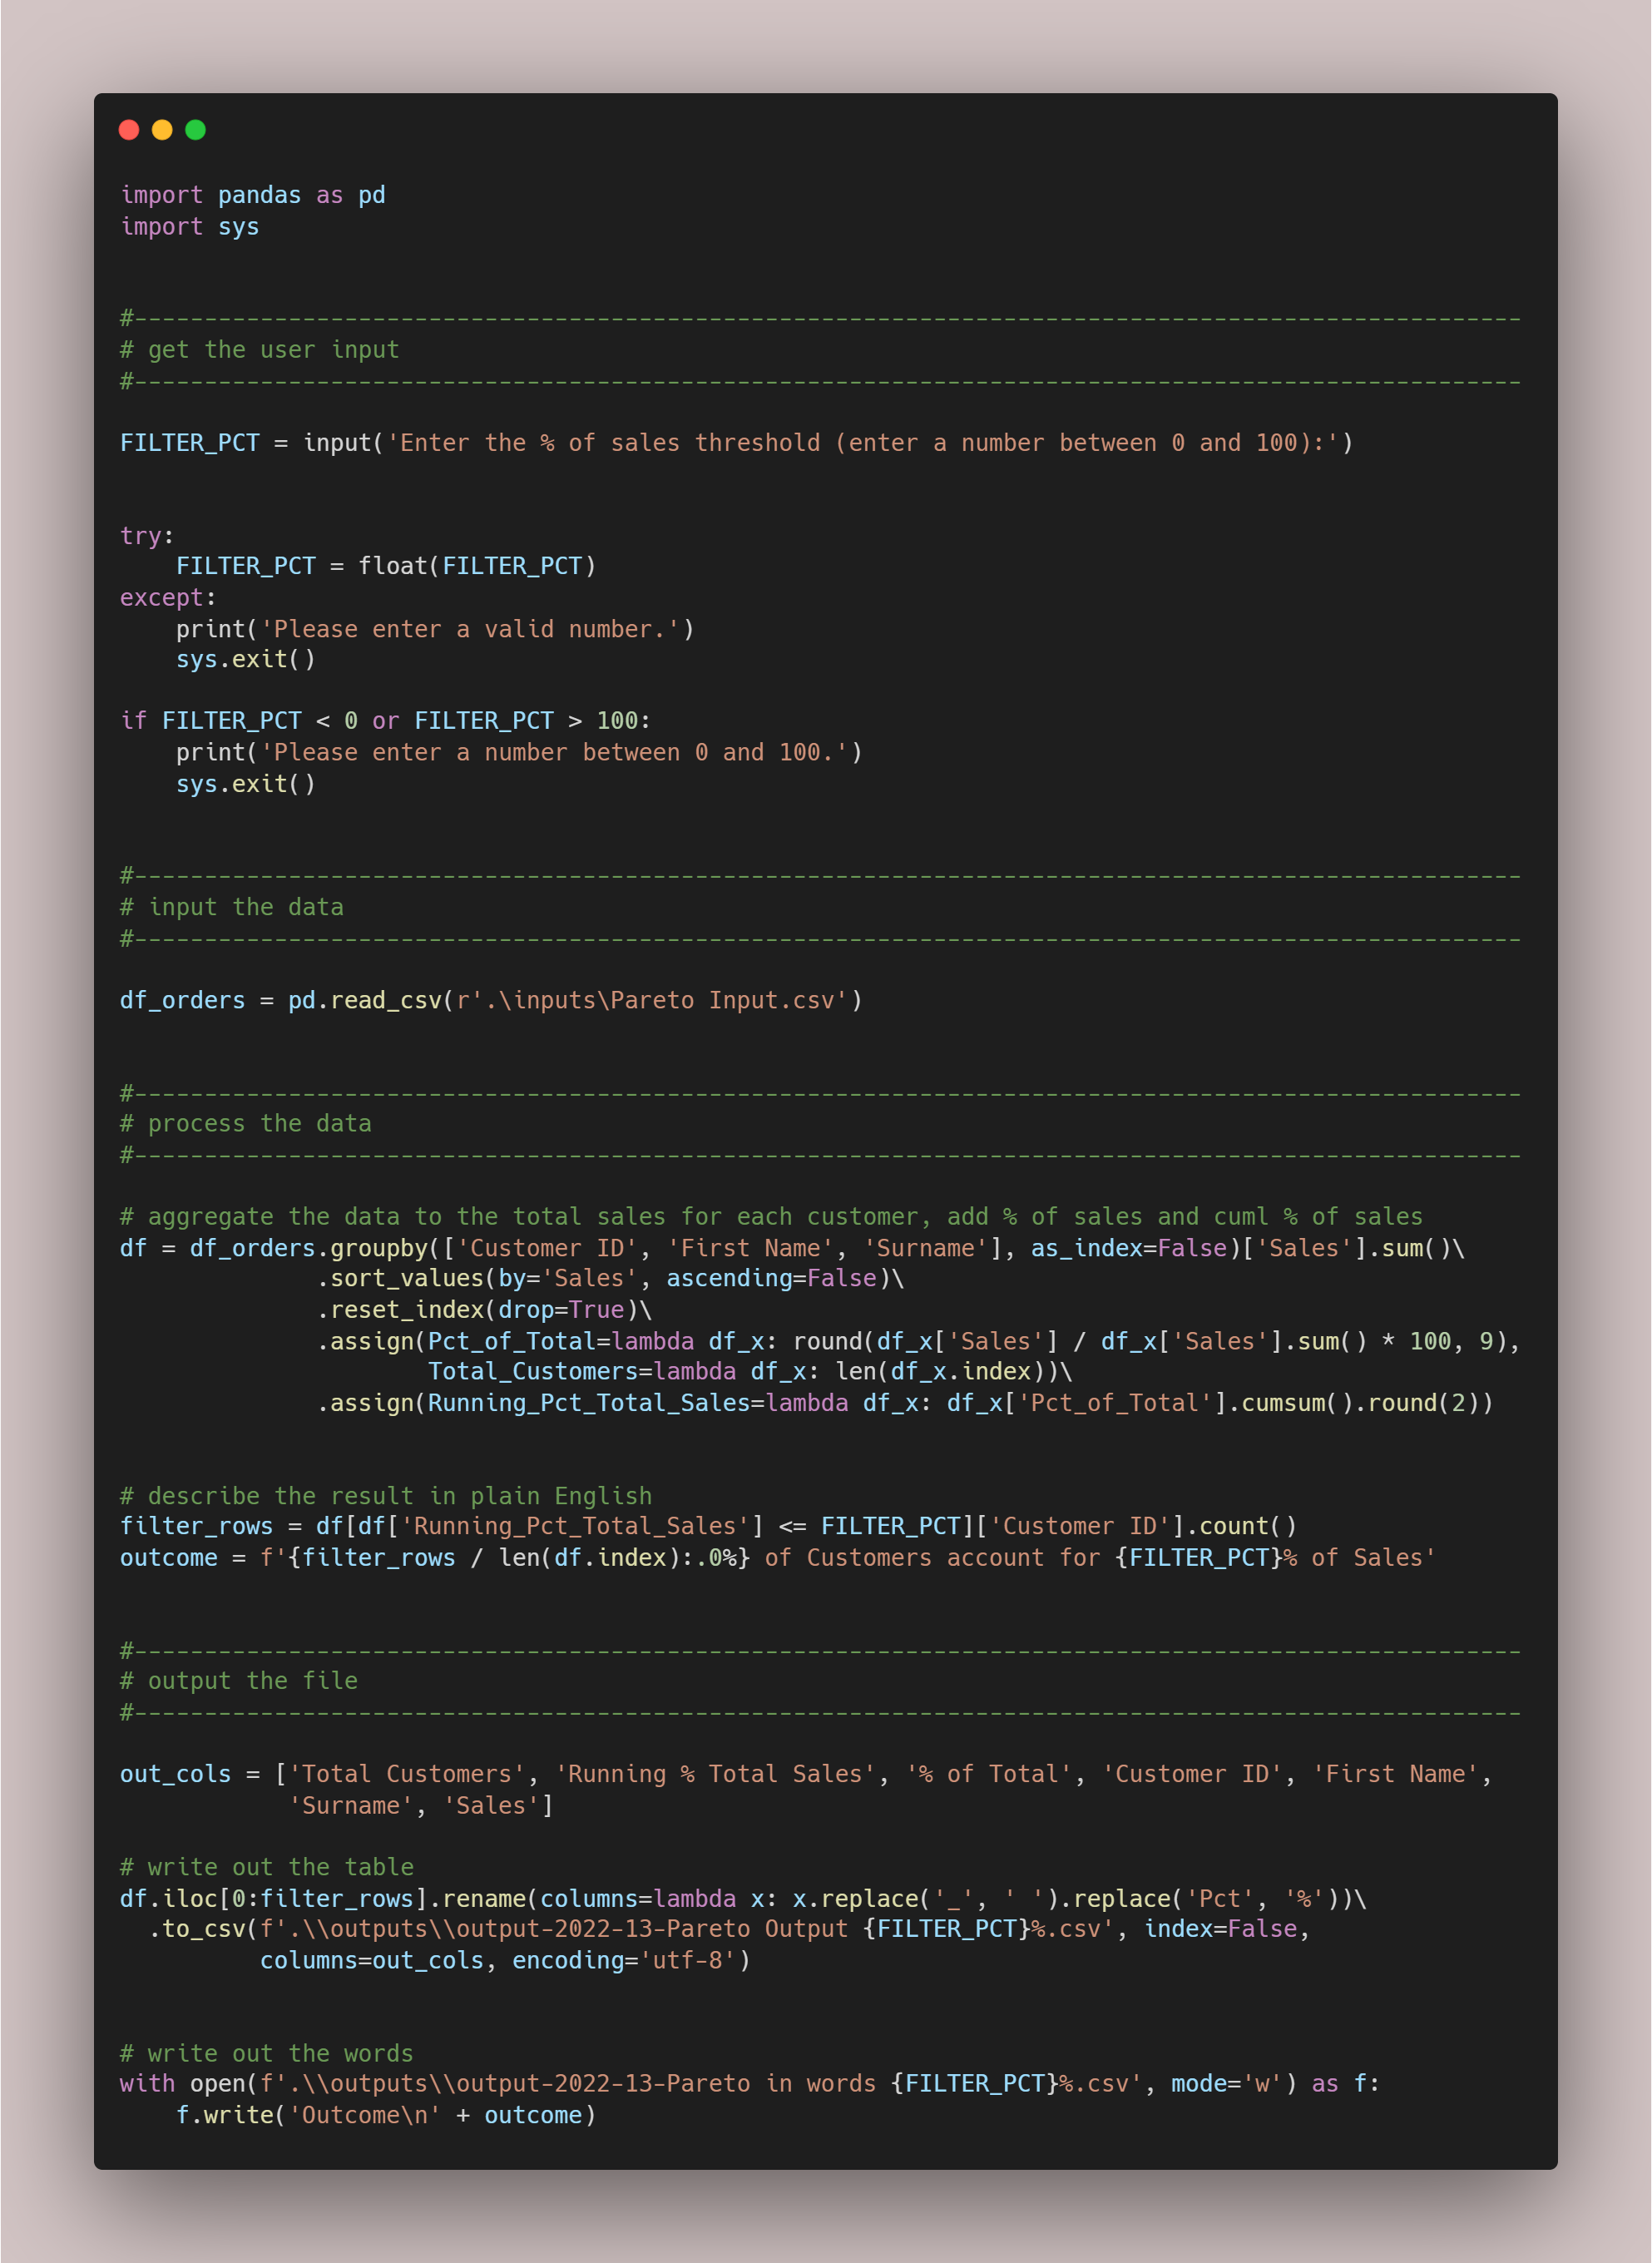 import pandas as pd
import sys
#---------------------------------------------------------------------------------------------------
# get the user input
#---------------------------------------------------------------------------------------------------
FILTER_PCT = input('Enter the % of sales threshold (enter a number between 0 and 100):')
try:
    FILTER_PCT = float(FILTER_PCT)
except:
    print('Please enter a valid number.')
    sys.exit()
if FILTER_PCT < 0 or FILTER_PCT > 100:
    print('Please enter a number between 0 and 100.')
    sys.exit()
#---------------------------------------------------------------------------------------------------
# input the data
#---------------------------------------------------------------------------------------------------
df_orders = pd.read_csv(r'.\inputs\Pareto Input.csv')
#---------------------------------------------------------------------------------------------------
# process the data
#---------------------------------------------------------------------------------------------------
# aggregate the data to the total sales for each customer, add % of sales and cuml % of sales
df = df_orders.groupby(['Customer ID', 'First Name', 'Surname'], as_index=False)['Sales'].sum()\
              .sort_values(by='Sales', ascending=False)\
              .reset_index(drop=True)\
              .assign(Pct_of_Total=lambda df_x: round(df_x['Sales'] / df_x['Sales'].sum() * 100, 9),
                      Total_Customers=lambda df_x: len(df_x.index))\
              .assign(Running_Pct_Total_Sales=lambda df_x: df_x['Pct_of_Total'].cumsum().round(2))
# describe the result in plain English
filter_rows = df[df['Running_Pct_Total_Sales'] <= FILTER_PCT]['Customer ID'].count()
outcome = f'{filter_rows / len(df.index):.0%} of Customers account for {FILTER_PCT}% of Sales'
#---------------------------------------------------------------------------------------------------
# output the file
#---------------------------------------------------------------------------------------------------
out_cols = ['Total Customers', 'Running % Total Sales', '% of Total', 'Customer ID', 'First Name',
            'Surname', 'Sales']
# write out the table
df.iloc[0:filter_rows].rename(columns=lambda x: x.replace('_', ' ').replace('Pct', '%'))\
  .to_csv(f'.\\outputs\\output-2022-13-Pareto Output {FILTER_PCT}%.csv', index=False,
          columns=out_cols, encoding='utf-8')
# write out the words
with open(f'.\\outputs\\output-2022-13-Pareto in words {FILTER_PCT}%.csv', mode='w') as f:
    f.write('Outcome\n' + outcome)